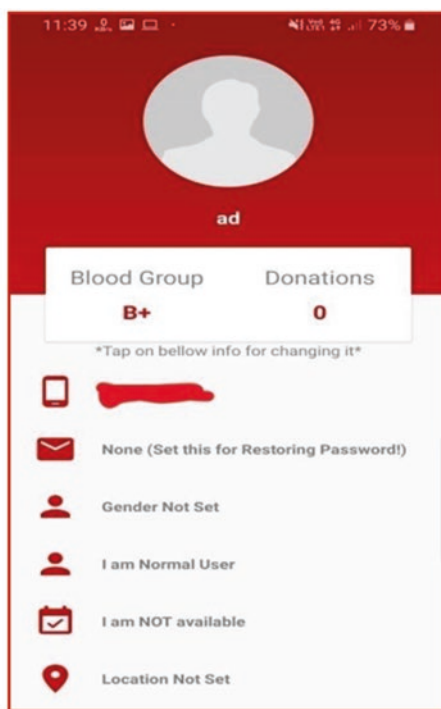 11:39
73%
ad
Blood Group Donations
B+ 0
*Tap on bellow info for changing it*
None (Set this for Restoring Password!)
Gender Not Set
I am Normal User
I am NOT available
Location Not Set